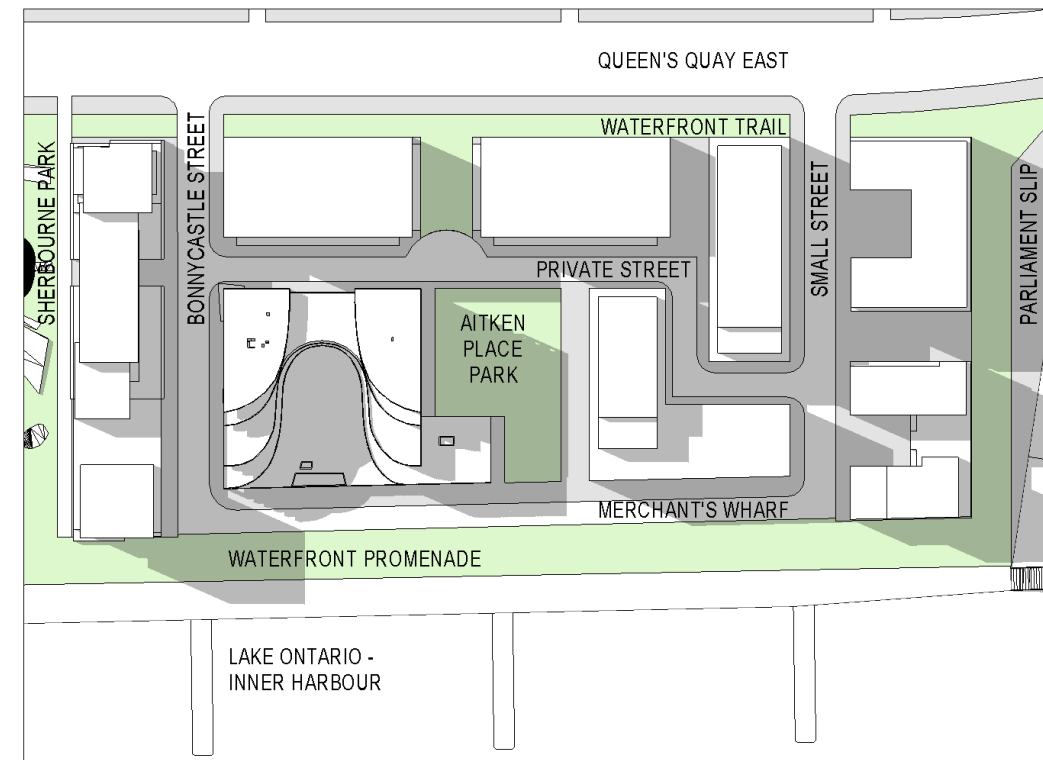 QUEEN'S QUAY EAST
WATERFRONT TRAIL
SHERBOURNE PARK
BONNYCASTLE STREET
SMALL STREET
PARLIAMENT SLIP
PRIVATE STREET
AITKEN
PLACE
PARK
MERCHANT'S WHARF
WATERFRONT PROMENADE
LAKE ONTARIO -
INNER HARBOUR